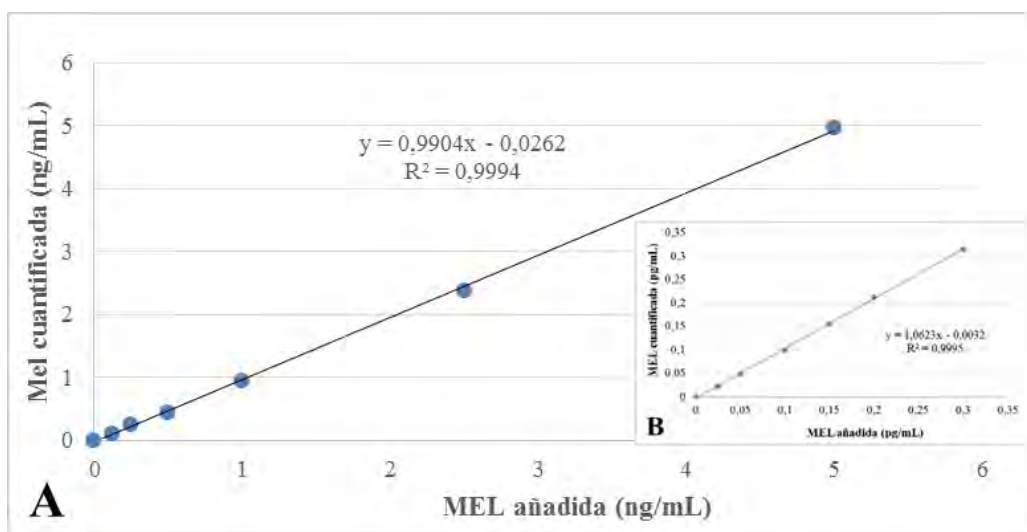 6
5
4
3
2
1
0
Mel cuantificada (ng/mL)
y = 0,9904x - 0,0262
R² = 0,9994
0 1 2 3 4 5 6
MEL añadida (ng/mL)
A
0,35
0,3
0,25
0,2
0,15
0,1
0,05
0
MEL cuantificada (pg/mL)
y = 1,0623x - 0,0032
R² = 0,9995
0 0,05 0,1 0,15 0,2 0,25 0,3 0,35
MEL añadida (pg/mL)
B